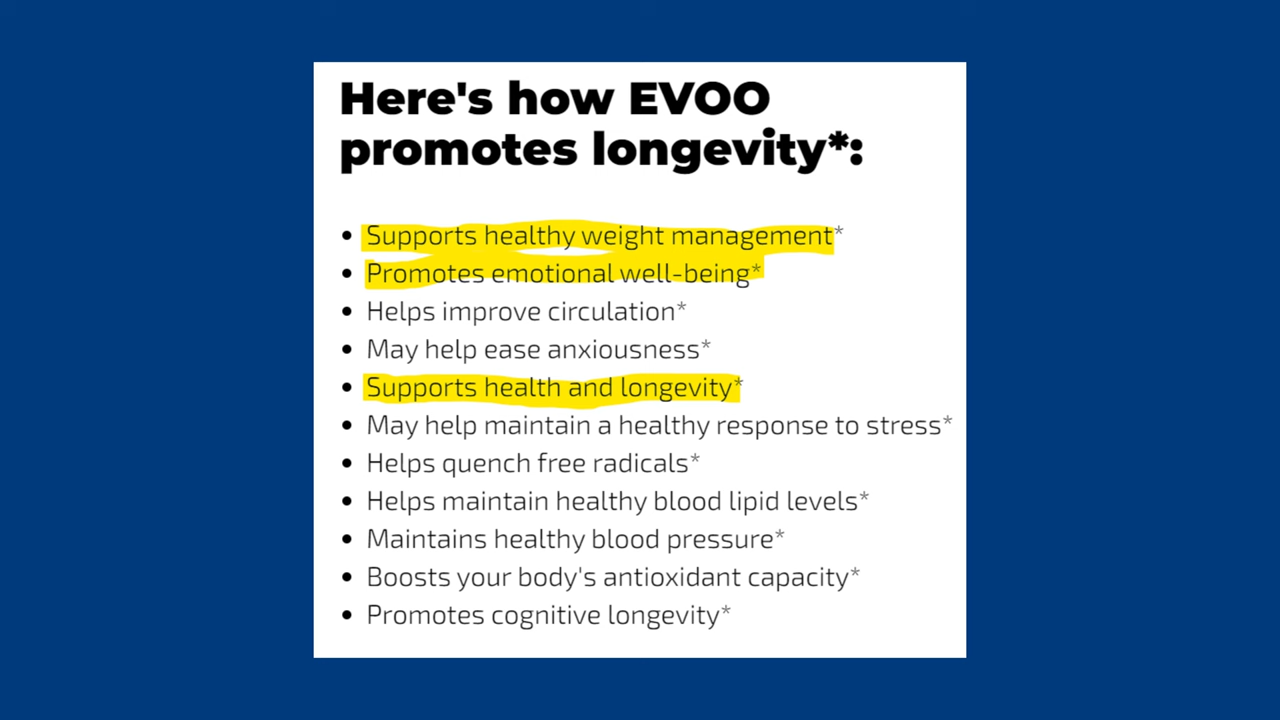 Here's how EVOO
promotes longevity*:
• Supports healthy weight management*
• Promotes emotional well-being*
• Helps improve circulation*
• May help ease anxiousness*
• Supports health and longevity*
• May help maintain a healthy response to stress*
• Helps quench free radicals*
• Helps maintain healthy blood lipid levels*
• Maintains healthy blood pressure*
• Boosts your body's antioxidant capacity*
• Promotes cognitive longevity*